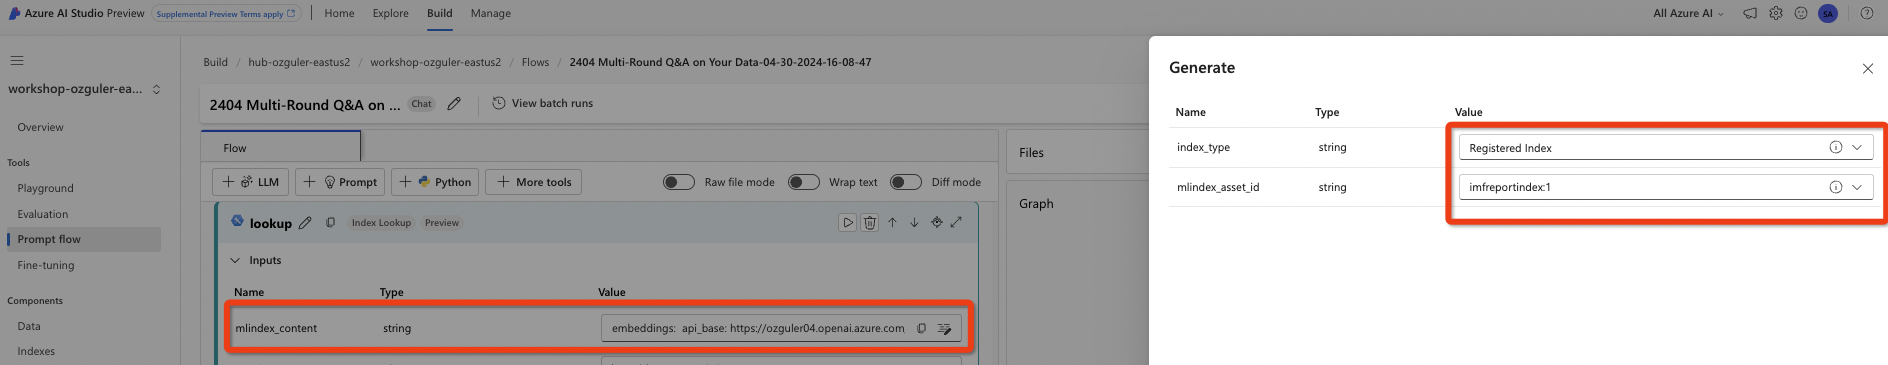 Azure AI Studio Preview
Supplemental Preview Terms apply
Home
Explore
Build
Manage
All Azure AI
SA
workshop-ozguler-ea...
Overview
Tools
Playground
Evaluation
Prompt flow
Fine-tuning
Components
Data
Indexes
Build / hub-ozguler-eastus2 / workshop-ozguler-eastus2 / Flows / 2404 Multi-Round Q&A on Your Data-04-30-2024-16-08-47
2404 Multi-Round Q&A on ...
Chat
View batch runs
Flow
+ LLM
+ Prompt
+ Python
+ More tools
Raw file mode
Wrap text
Diff mode
lookup
Index Lookup
Preview
Inputs
Name Type Value
mlindex_content string embeddings: api_base: https://ozguler04.openai.azure.com
Files
Graph
Generate
Name Type Value
index_type string Registered Index
mlindex_asset_id string imfreportindex:1